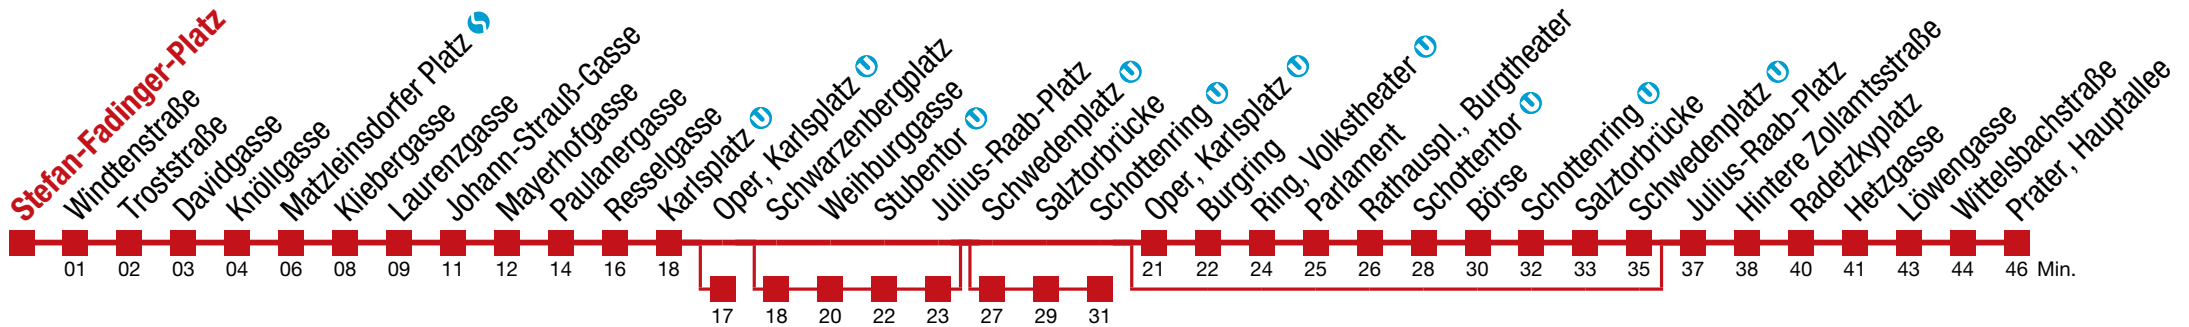 Stefan-Fadinger-Platz
Windtenstraße
Troststraße
Davidgasse
Knöllgasse
Matzleinsdorfer Platz
Kliebergasse
Laurenzgasse
Johann-Strauß-Gasse
Mayerhofgasse
Paulanergasse
Resselgasse
Karlsplatz U
Oper, Karlsplatz U
Schwarzenbergplatz
Weihburggasse
Stubentor U
Julius-Raab-Platz
Schwedenplatz U
Salztorbrücke
Schottenring U
Oper, Karlsplatz U
Burgring
Ring, Volkstheater U
Parlament
Rathauspl., Burgtheater
Schottentor U
Börse
Schottenring U
Salztorbrücke
Schwedenplatz U
Julius-Raab-Platz
Hintere Zollamtsstraße
Radetzkyplatz
Hetzgasse
Löwengasse
Wittelsbachstraße
Prater, Hauptallee
01 02 03 04 06 08 09 11 12 14 16 18 21 22 24 25 26 28 30 32 33 35 37 38 40 41 43 44 46 Min.
17 18 20 22 23 27 29 31